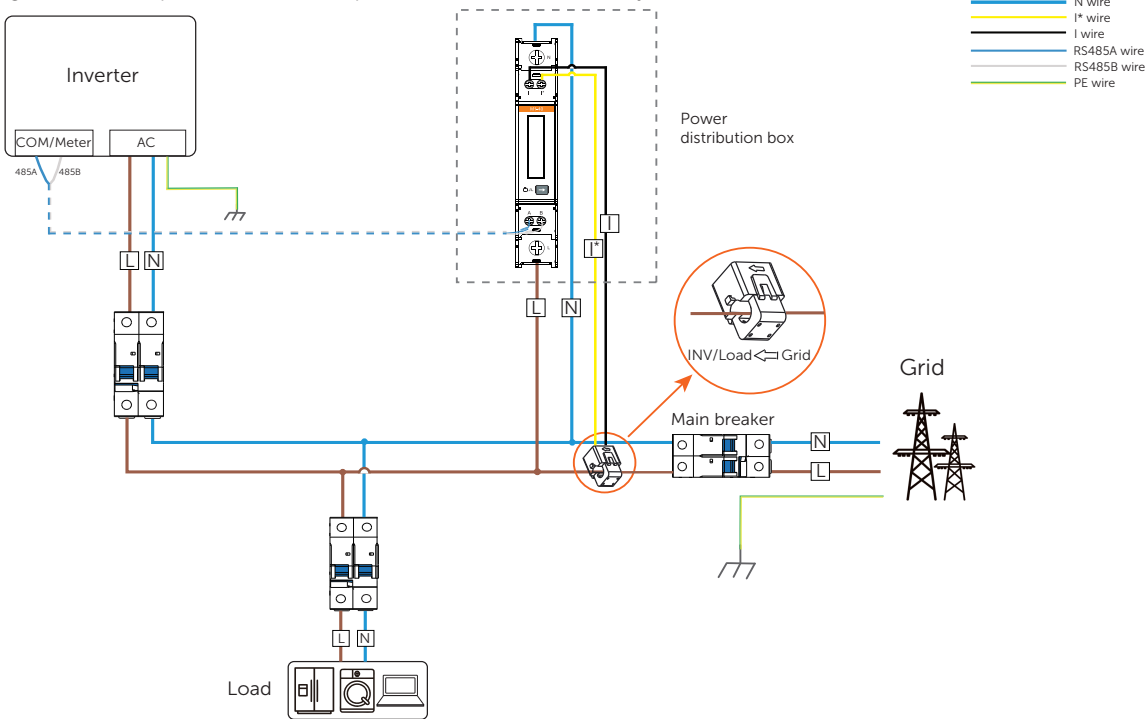 N wire
I* wire
I wire
RS485A wire
RS485B wire
PE wire
Inverter
COM/Meter
AC
485A
485B
Power
distribution box
N
I
I*
A
B
L
I
I*
L
N
L
N
INV/Load
Grid
Grid
Main breaker
N
L
L
N
Load